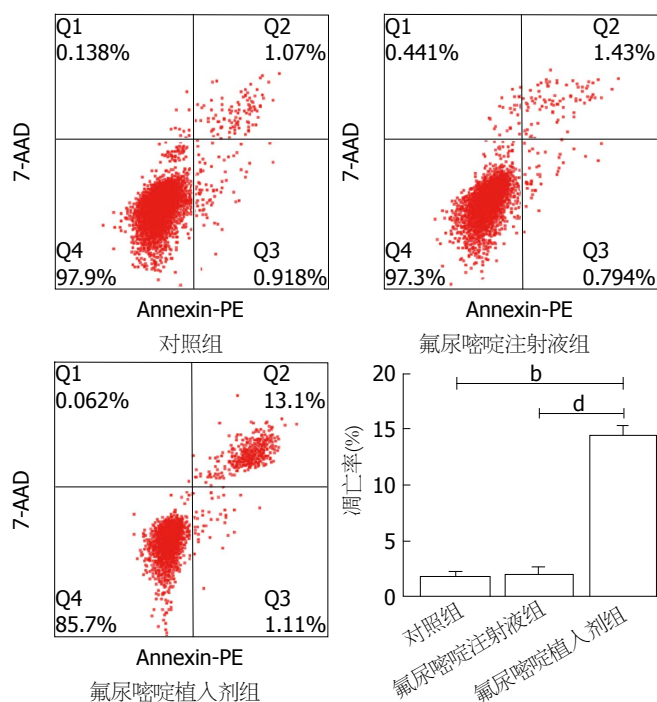 Q1
0.138%
Q2
1.07%
7-AAD
Q4
97.9%
Q3
0.918%
Annexin-PE
对照组
Q1
0.441%
Q2
1.43%
7-AAD
Q4
97.3%
Q3
0.794%
Annexin-PE
氟尿嘧啶注射液组
Q1
0.062%
Q2
13.1%
7-AAD
Q4
85.7%
Q3
1.11%
Annexin-PE
氟尿嘧啶植入剂组
20
15
10
5
0
凋亡率(%)
b
d
对照组
氟尿嘧啶注射液组
氟尿嘧啶植入剂组